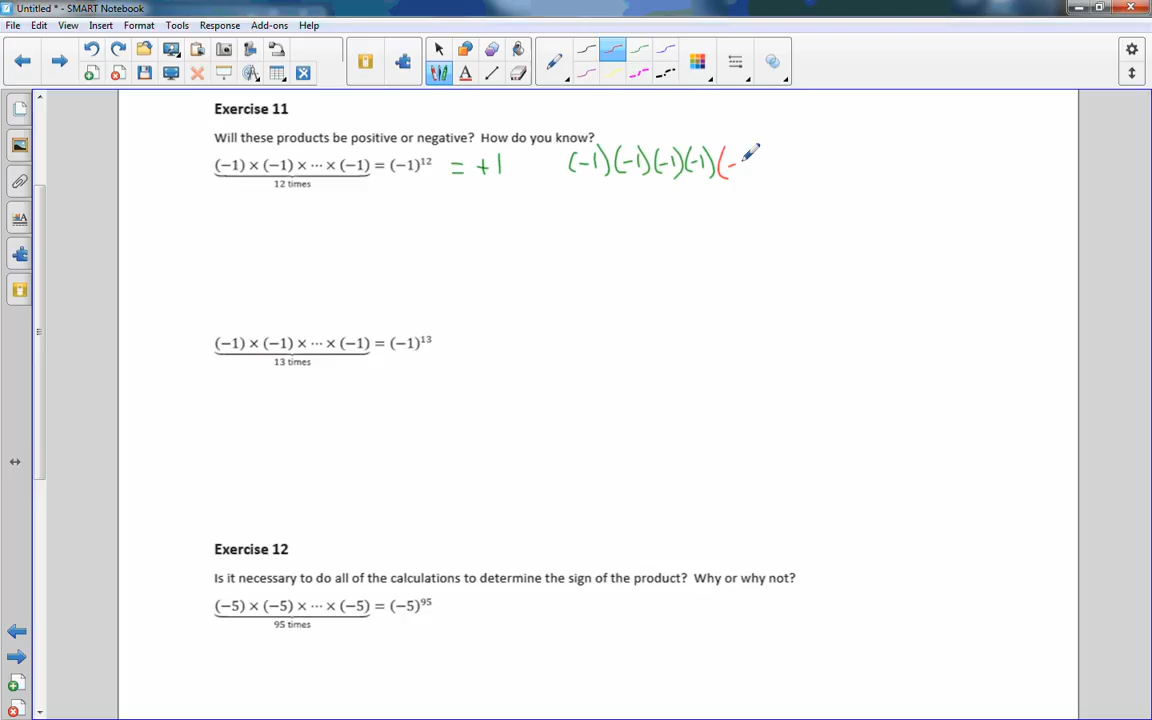 Untitled * - SMART Notebook
File Edit View Insert Format Tools Response Add-ons Help
Exercise 11
Will these products be positive or negative? How do you know?
(−1) × (−1) × ⋯ × (−1) = (−1)¹² = +1 (-1)(-1)(-1)(-1)(-
12 times
(−1) × (−1) × ⋯ × (−1) = (−1)¹³
13 times
Exercise 12
Is it necessary to do all of the calculations to determine the sign of the product? Why or why not?
(−5) × (−5) × ⋯ × (−5) = (−5)⁹⁵
95 times